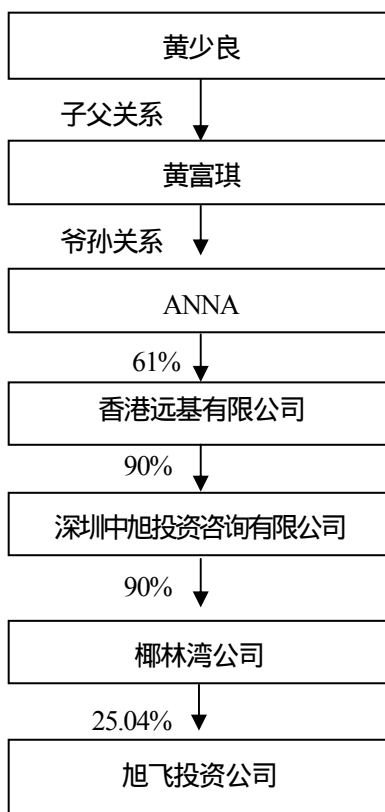 黄少良
子父关系
黄富琪
爷孙关系
ANNA
61%
香港远基有限公司
90%
深圳中旭投资咨询有限公司
90%
椰林湾公司
25.04%
旭飞投资公司